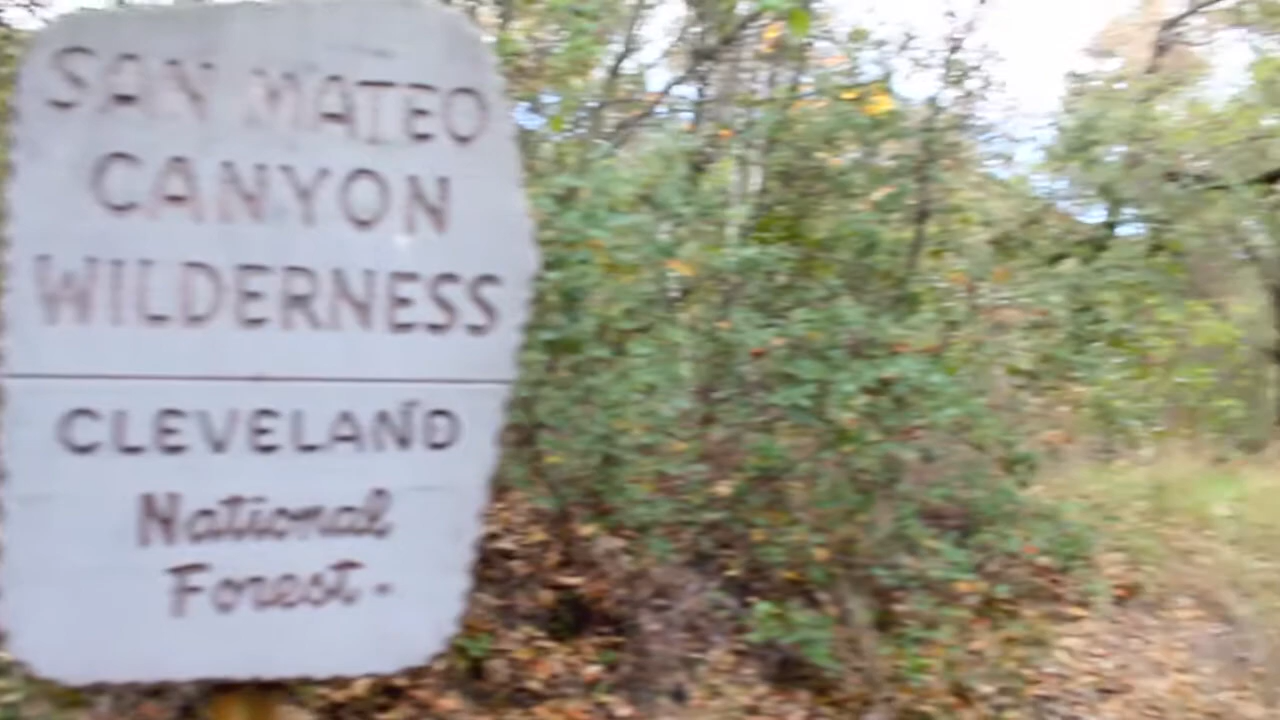 SAN MATEO
CANYON
WILDERNESS
CLEVELAND
National
Forest